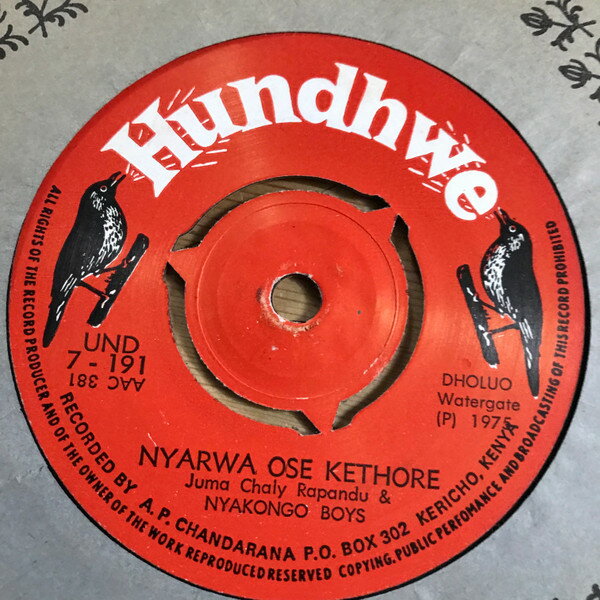 Hundhwe
UND
7-191
AAC 381
DHOLUO
Watergate
(P) 1975
NYARWA OSE KETHORE
Juma Chaly Rapandu &
NYAKONGO BOYS
RECORDED BY A.P. CHANDARANA P.O. BOX 302 KERICHO, KENYA
ALL RIGHTS OF THE RECORD PRODUCER AND OF THE OWNER OF THE WORK REPRODUCED RESERVED COPYING, PUBLIC PERFOMANCE AND BROADCASTING OF THIS RECORD PROHIBITED